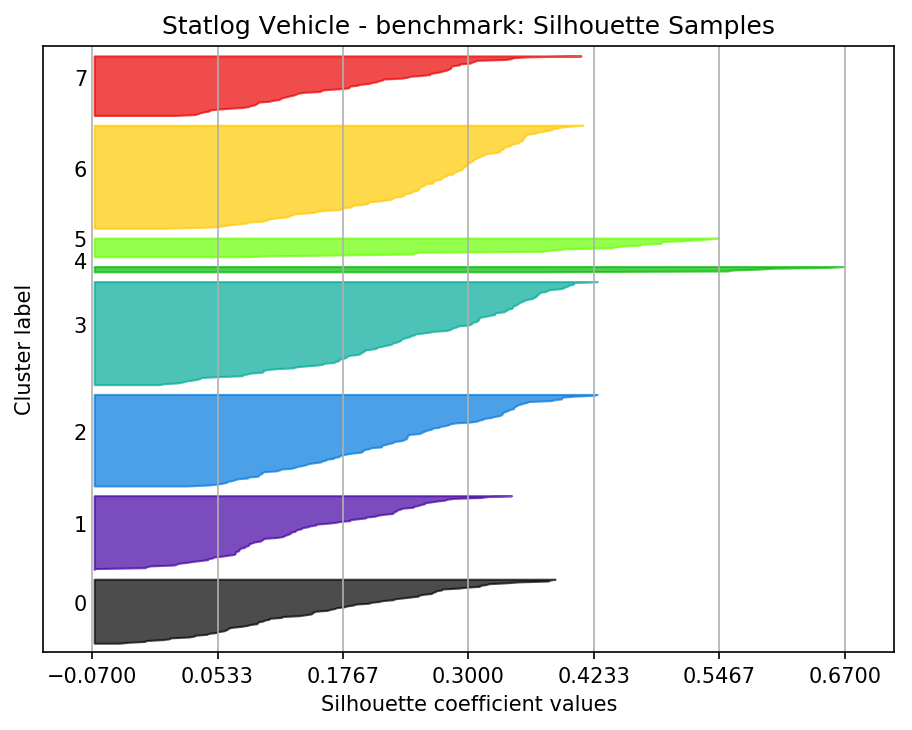 Statlog Vehicle - benchmark: Silhouette Samples
7
6
5
4
3
2
1
0
Cluster label
−0.0700 0.0533 0.1767 0.3000 0.4233 0.5467 0.6700
Silhouette coefficient values